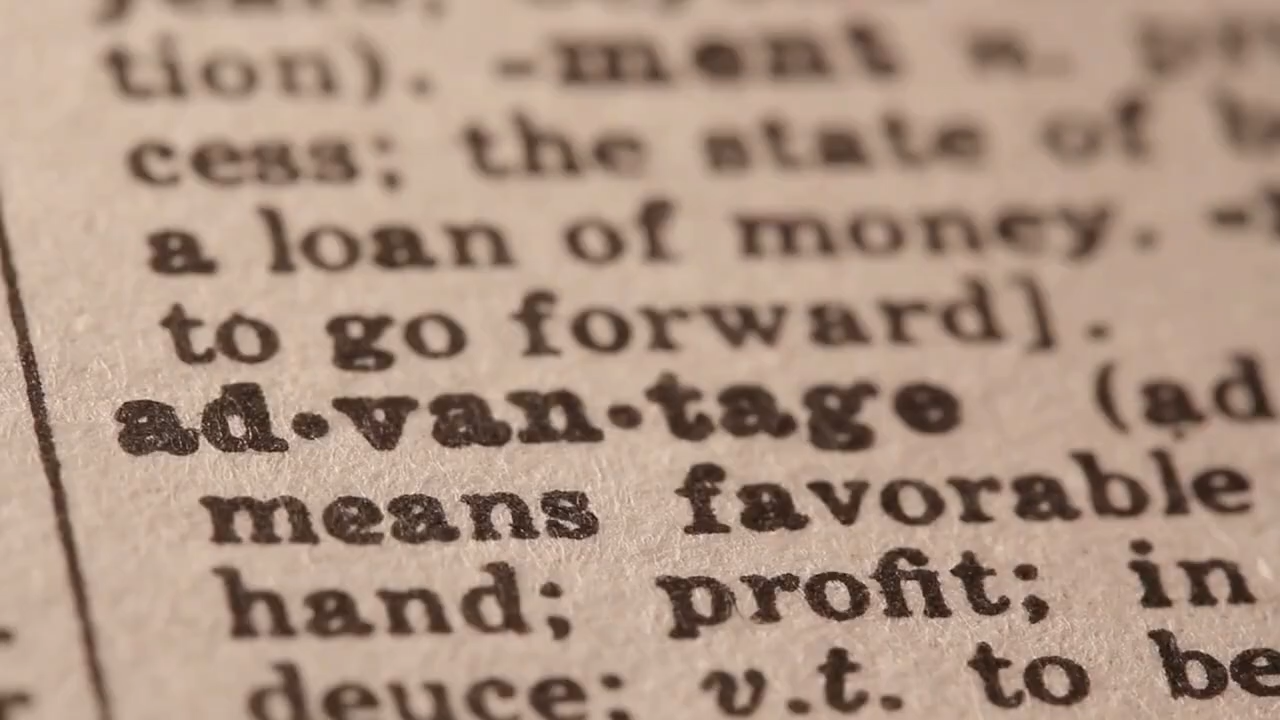 tion). -ment n.
cess; the state of
a loan of money.
to go forward].
ad•van•tage (ad
means favorable
hand; profit; in
deuce; v.t. to be